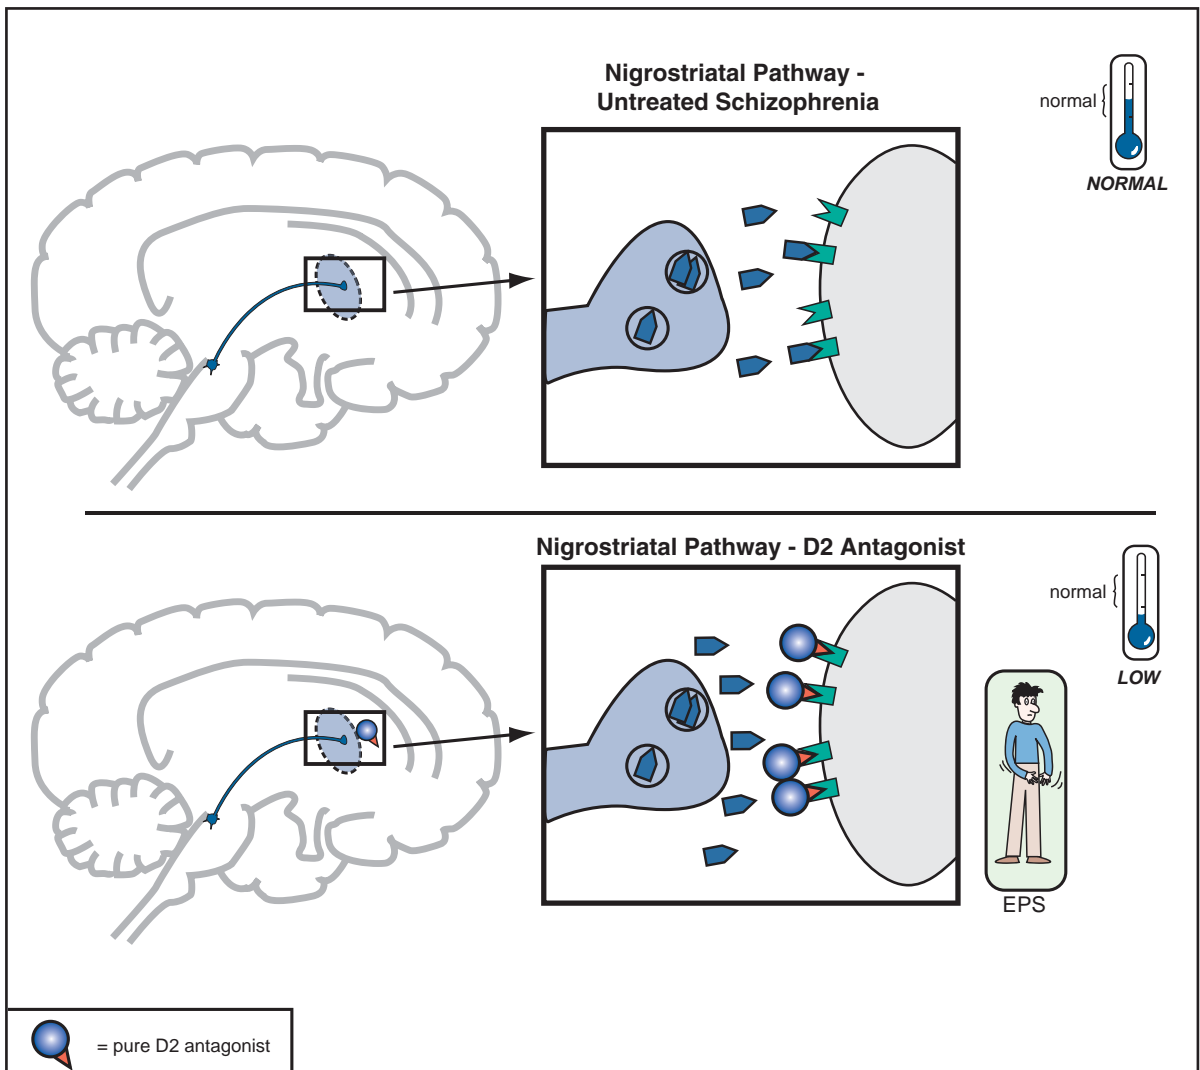 Nigrostriatal Pathway -
Untreated Schizophrenia
normal
NORMAL
Nigrostriatal Pathway - D2 Antagonist
normal
LOW
EPS
= pure D2 antagonist